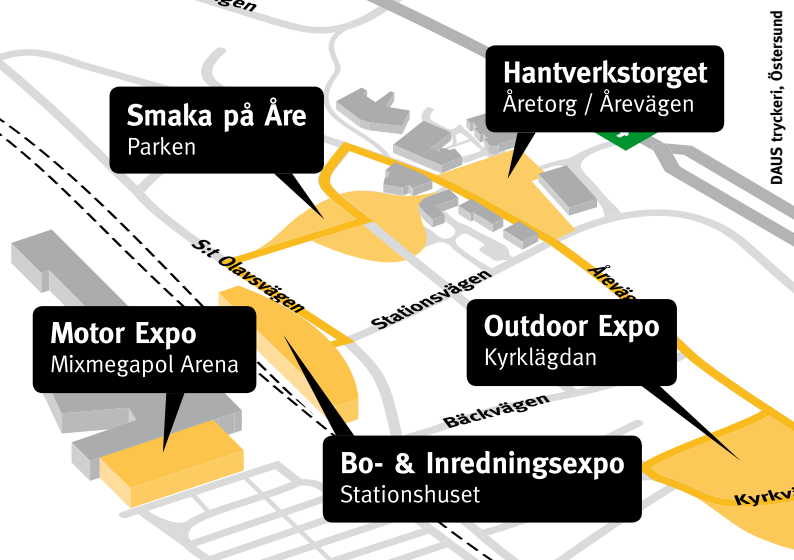 Hantverkstorget
Åretorg / Årevägen
Smaka på Åre
Parken
DAUS tryckeri, Östersund
S:t Olavsvägen
Stationsvägen
Motor Expo
Mixmegapol Arena
Outdoor Expo
Kyrklägdan
Bäckvägen
Bo- & Inredningsexpo
Stationshuset